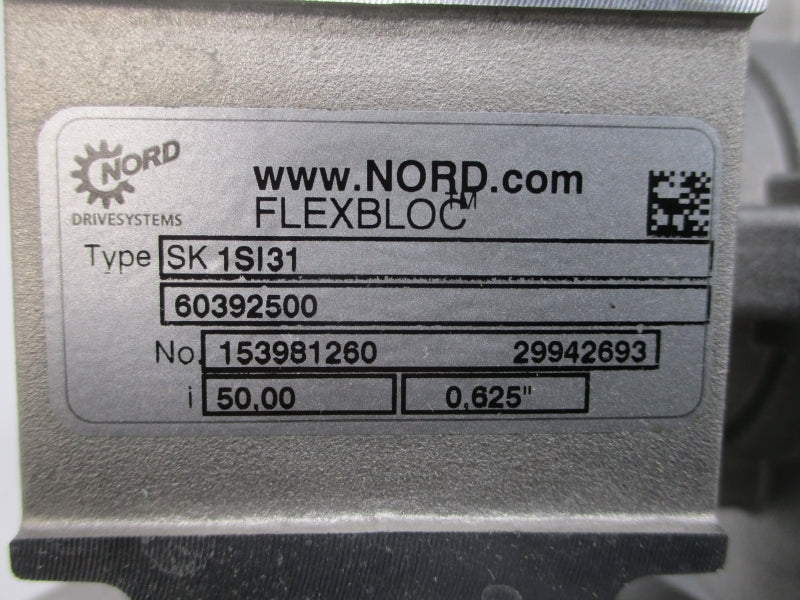 NORD
DRIVESYSTEMS
www.NORD.com
FLEXBLOC™
Type SK 1SI31
60392500
No. 153981260 29942693
i 50,00 0,625"